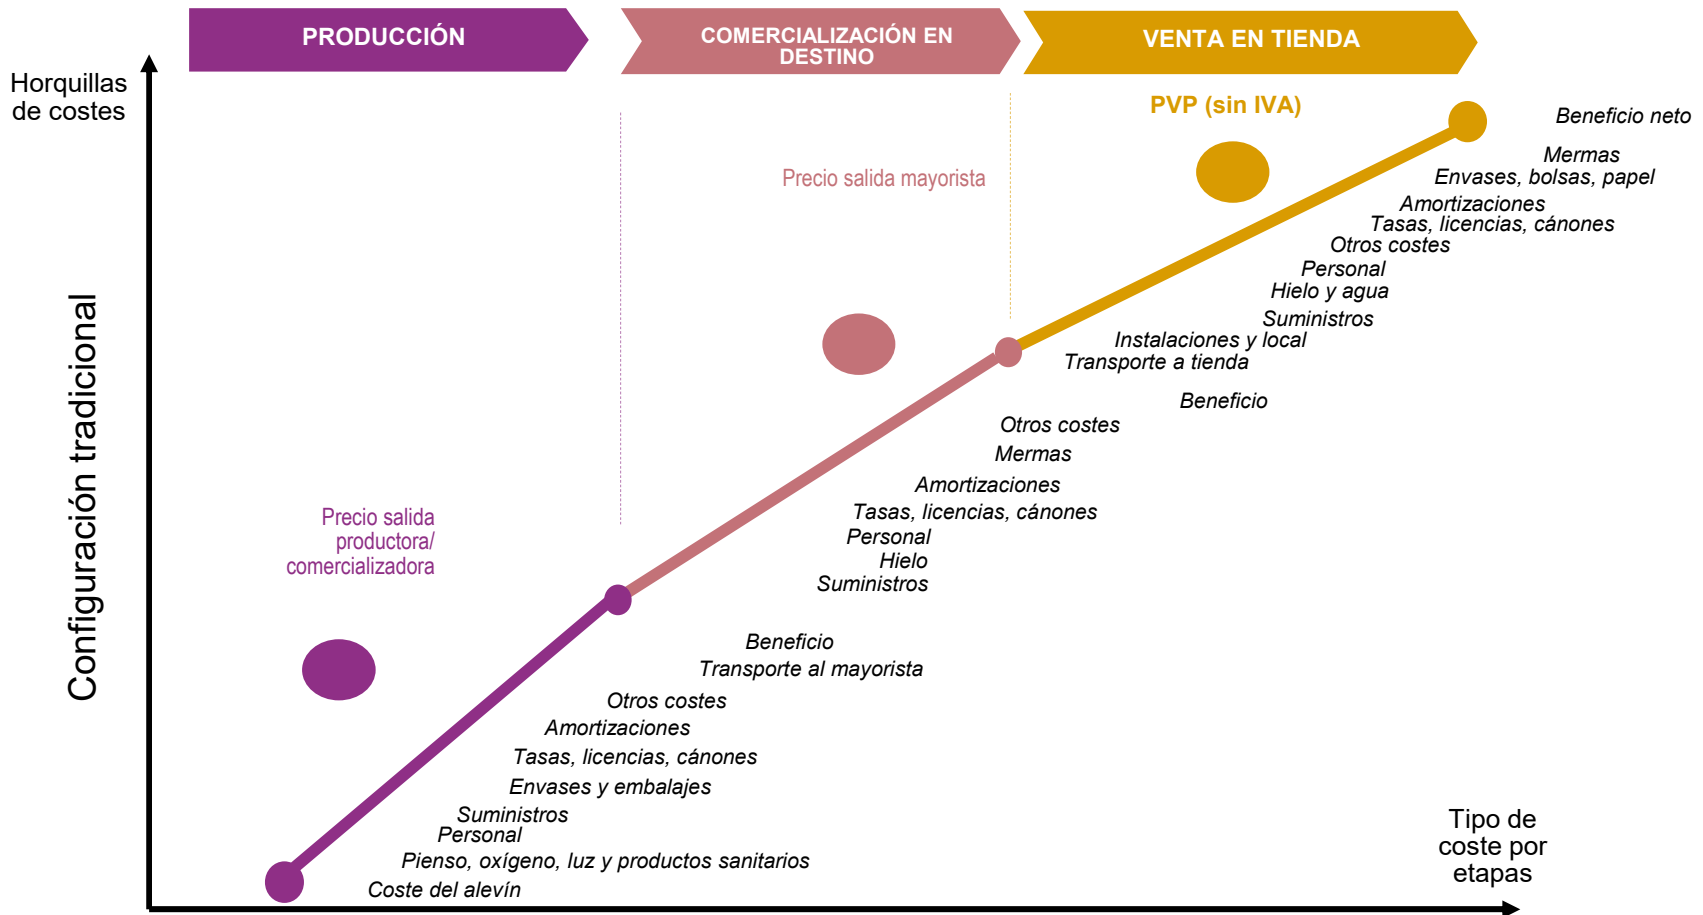 PRODUCCIÓN
COMERCIALIZACIÓN EN
DESTINO
VENTA EN TIENDA
Horquillas
de costes
Configuración tradicional
PVP (sin IVA)
Precio salida mayorista
Precio salida
productora/
comercializadora
Beneficio neto
Mermas
Envases, bolsas, papel
Amortizaciones
Tasas, licencias, cánones
Otros costes
Personal
Hielo y agua
Suministros
Instalaciones y local
Transporte a tienda
Beneficio
Otros costes
Mermas
Amortizaciones
Tasas, licencias, cánones
Personal
Hielo
Suministros
Beneficio
Transporte al mayorista
Otros costes
Amortizaciones
Tasas, licencias, cánones
Envases y embalajes
Suministros
Personal
Pienso, oxígeno, luz y productos sanitarios
Coste del alevín
Tipo de
coste por
etapas